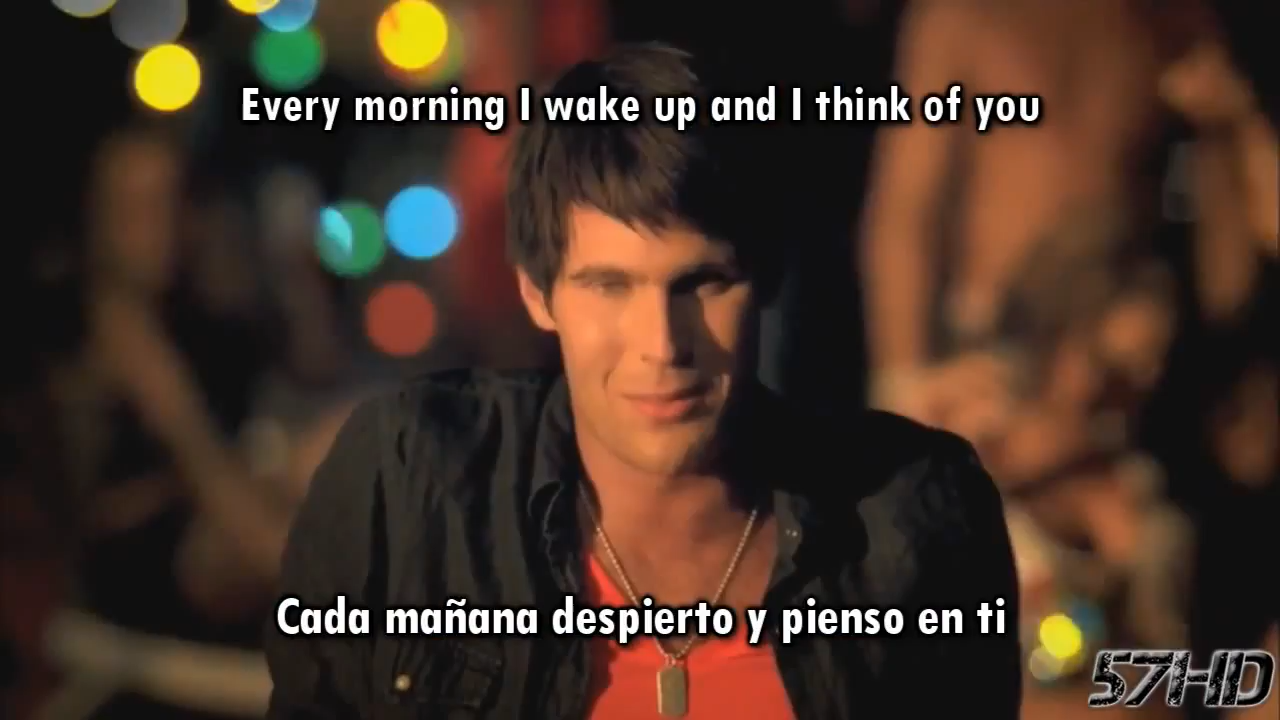 Every morning I wake up and I think of you
Cada mañana despierto y pienso en ti
57HD